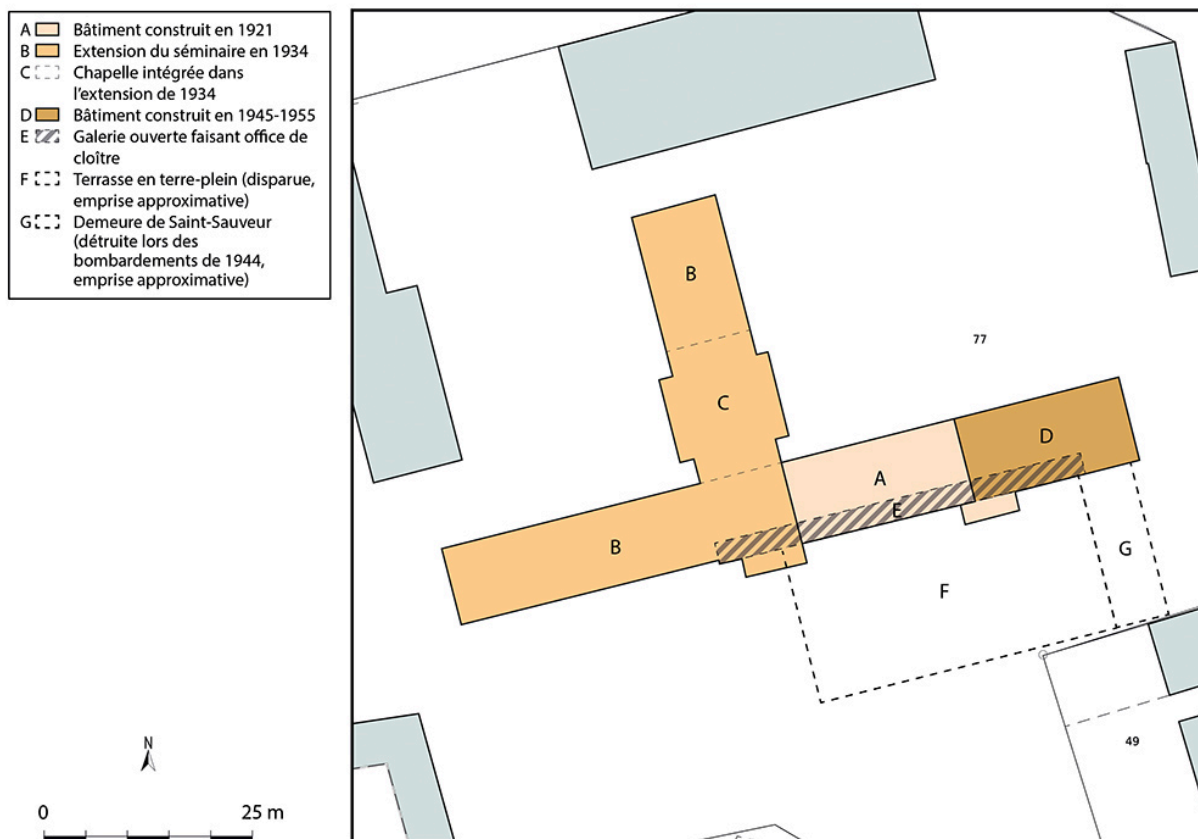 A Bâtiment construit en 1921
B Extension du séminaire en 1934
C Chapelle intégrée dans
l'extension de 1934
D Bâtiment construit en 1945-1955
E Galerie ouverte faisant office de
cloître
F Terrasse en terre-plein (disparue,
emprise approximative)
G Demeure de Saint-Sauveur
(détruite lors des
bombardements de 1944,
emprise approximative)
B
77
C
D
A
E
B
G
F
49
N
0 25 m